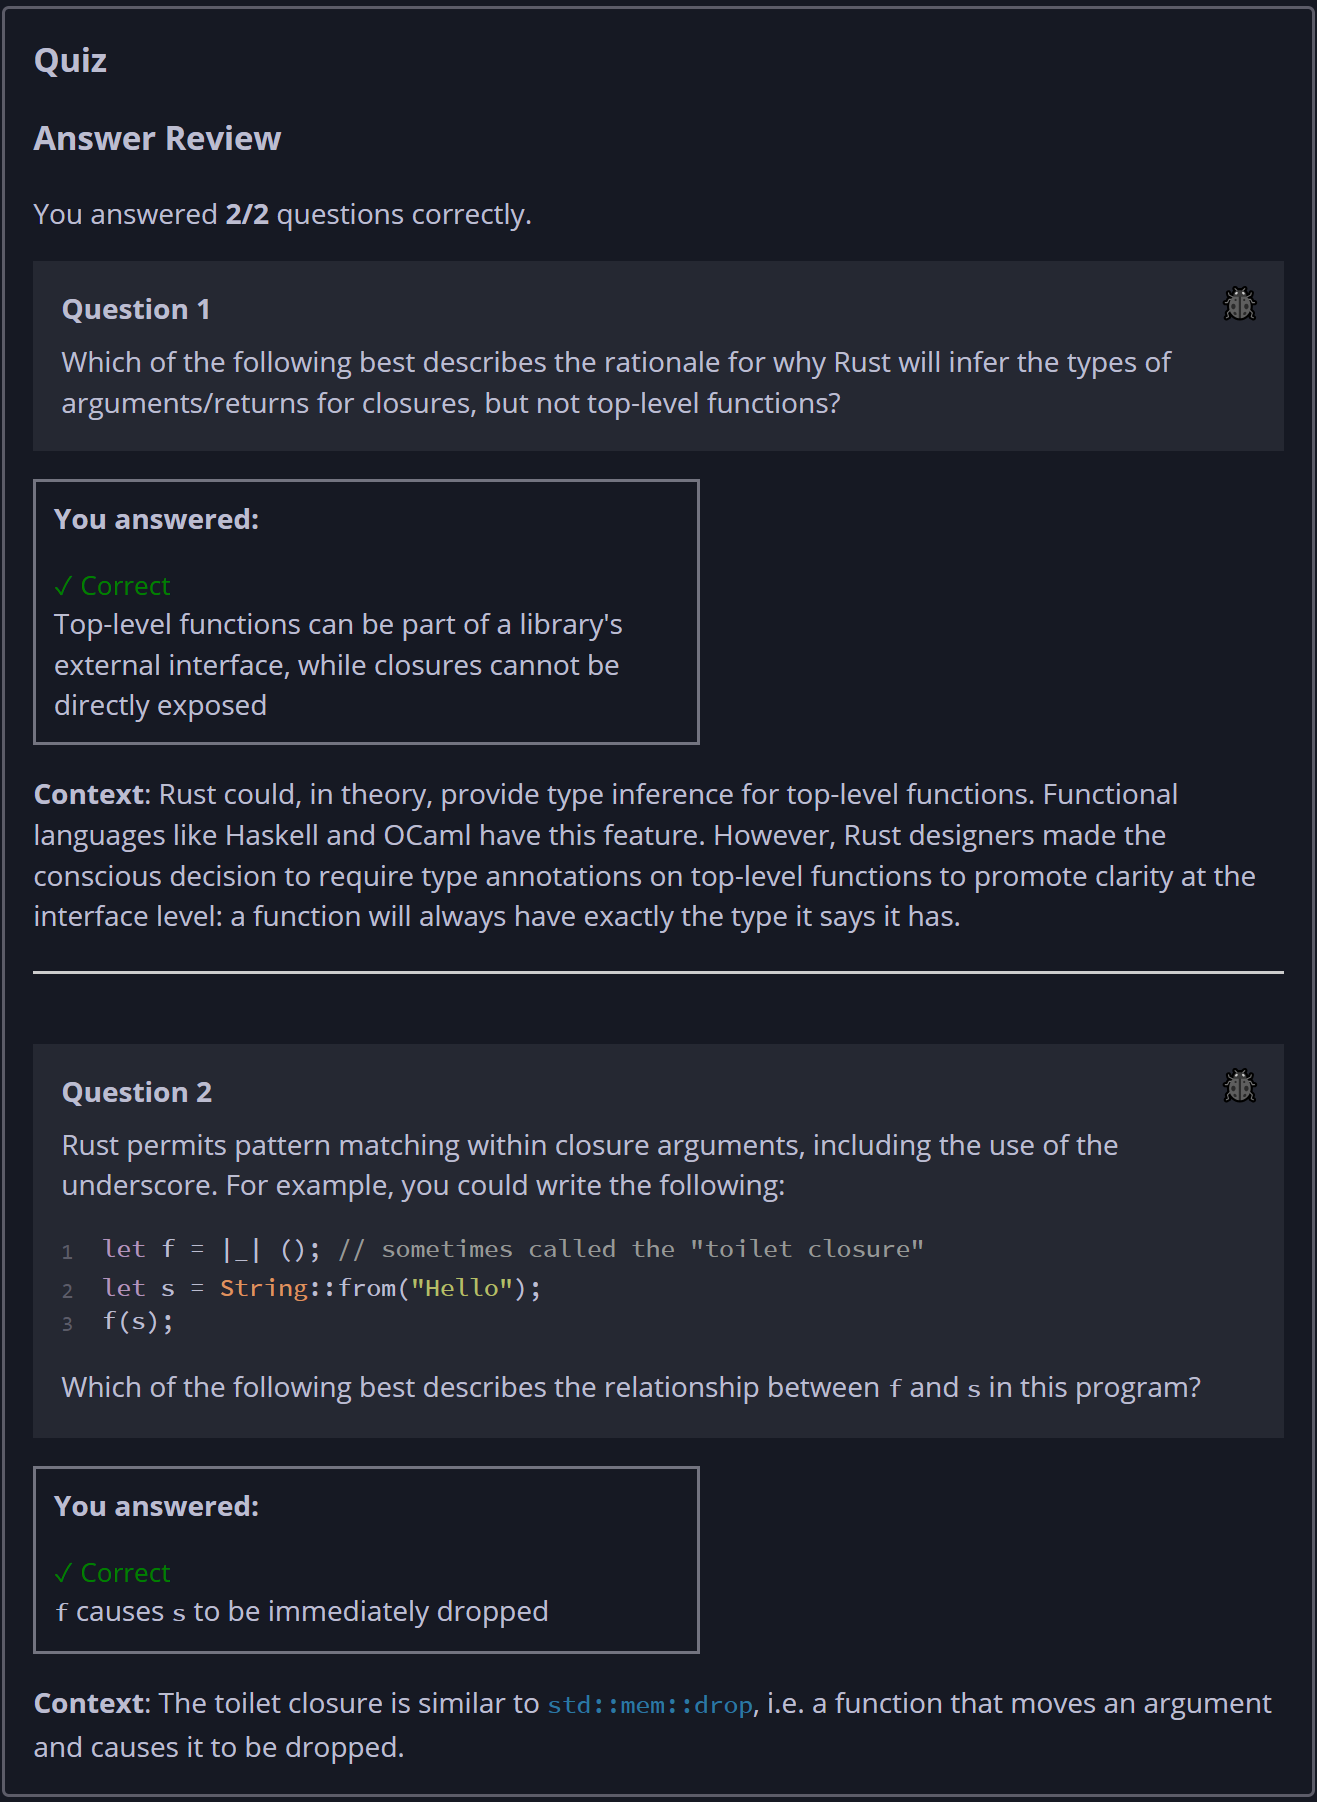 Quiz
Answer Review
You answered 2/2 questions correctly.
Question 1
Which of the following best describes the rationale for why Rust will infer the types of
arguments/returns for closures, but not top-level functions?
You answered:
✓ Correct
Top-level functions can be part of a library's
external interface, while closures cannot be
directly exposed
Context: Rust could, in theory, provide type inference for top-level functions. Functional
languages like Haskell and OCaml have this feature. However, Rust designers made the
conscious decision to require type annotations on top-level functions to promote clarity at the
interface level: a function will always have exactly the type it says it has.
Question 2
Rust permits pattern matching within closure arguments, including the use of the
underscore. For example, you could write the following:
1 let f = |_| (); // sometimes called the "toilet closure"
2 let s = String::from("Hello");
3 f(s);
Which of the following best describes the relationship between f and s in this program?
You answered:
✓ Correct
f causes s to be immediately dropped
Context: The toilet closure is similar to std::mem::drop, i.e. a function that moves an argument
and causes it to be dropped.